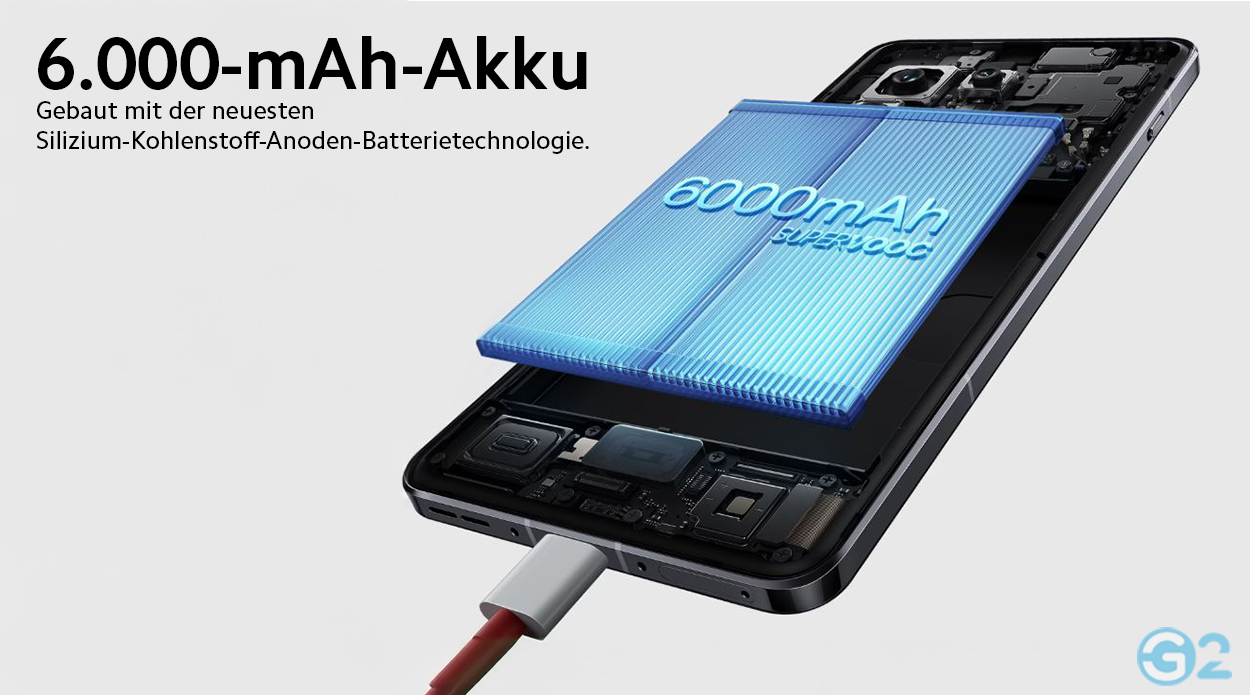 6.000-mAh-Akku
Gebaut mit der neuesten
Silizium-Kohlenstoff-Anoden-Batterietechnologie.
6000mAh
SUPERVOOC
G2